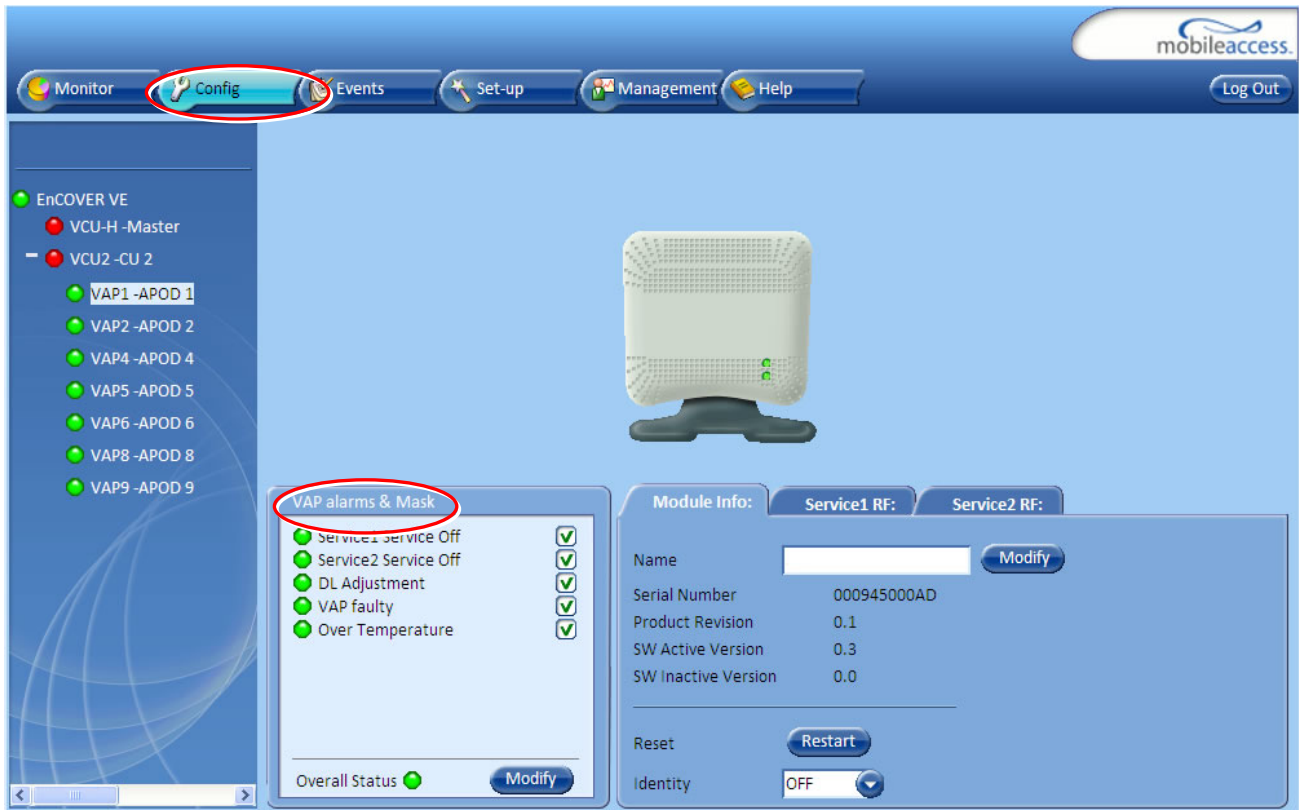 mobileaccess.
Monitor
Config
Events
Set-up
Management
Help
Log Out
EnCOVER VE
VCU-H -Master
VCU2 -CU 2
VAP1 -APOD 1
VAP2 -APOD 2
VAP4 -APOD 4
VAP5 -APOD 5
VAP6 -APOD 6
VAP8 -APOD 8
VAP9 -APOD 9
VAP alarms & Mask
Service1 Service Off
Service2 Service Off
DL Adjustment
VAP faulty
Over Temperature
Overall Status
Modify
Module Info:
Service1 RF:
Service2 RF:
Name
Modify
Serial Number 000945000AD
Product Revision 0.1
SW Active Version 0.3
SW Inactive Version 0.0
Reset Restart
Identity OFF